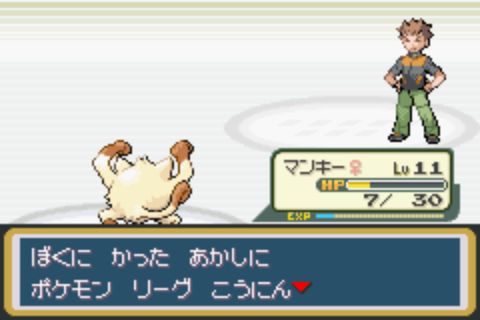 マンキー♀ Lv11
HP
7/ 30
EXP
ぼくに かった あかしに
ポケモン リーグ こうにん